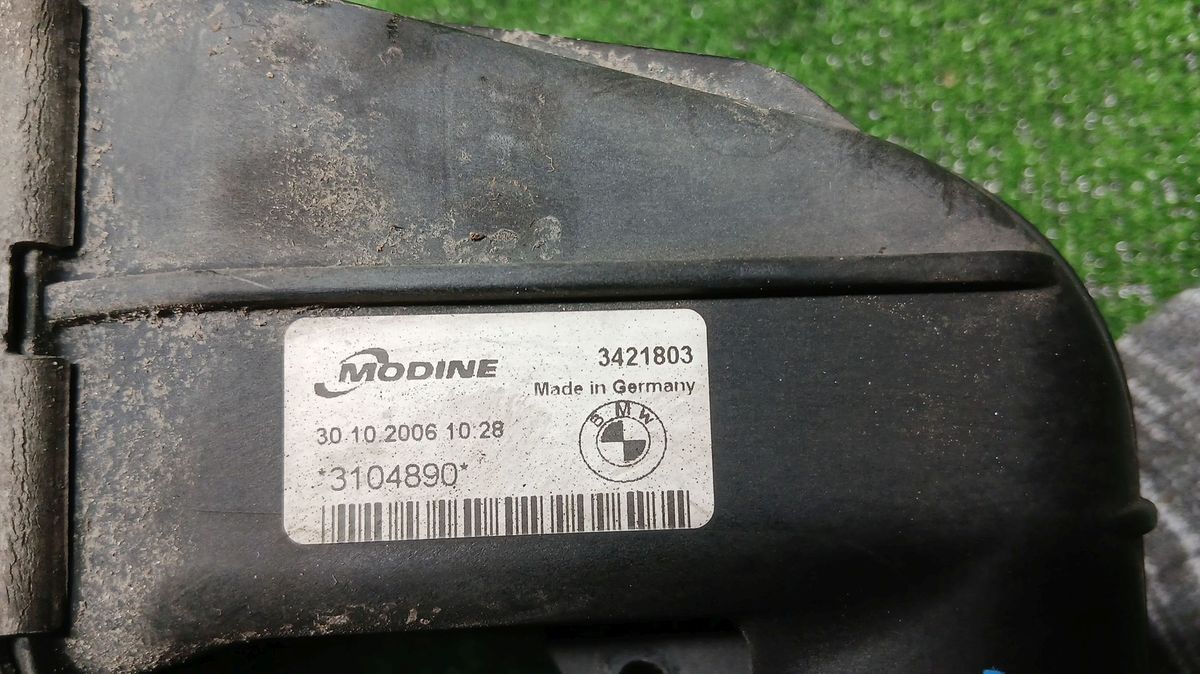 MODINE
3421803
Made in Germany
30.10.2006 10:28
BMW
*3104890*